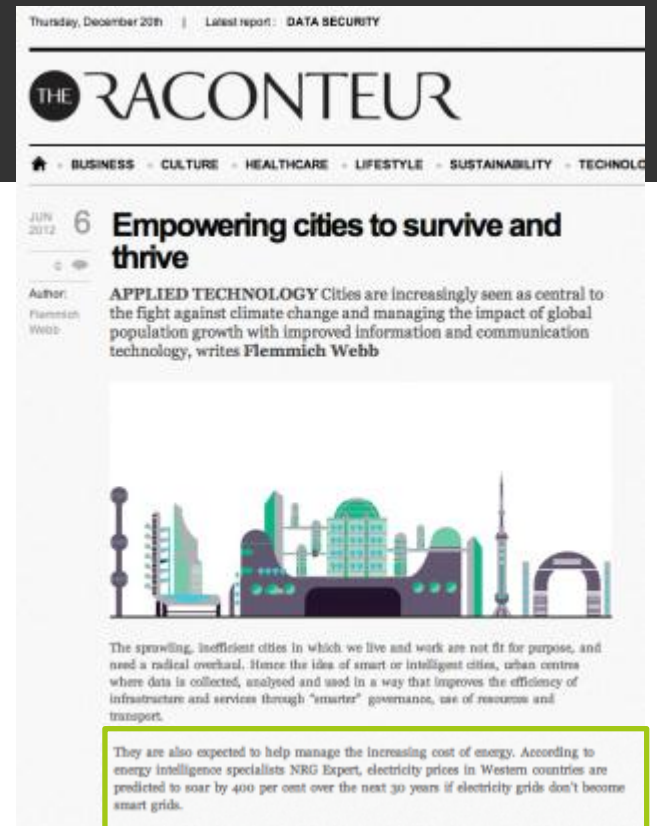 Thursday, December 20th | Latest report: DATA SECURITY
THE RACONTEUR
BUSINESS CULTURE HEALTHCARE LIFESTYLE SUSTAINABILITY TECHNOLO
JUN 2012 6
Empowering cities to survive and
thrive
0
Author:
Flemmich
Webb
APPLIED TECHNOLOGY Cities are increasingly seen as central to
the fight against climate change and managing the impact of global
population growth with improved information and communication
technology, writes Flemmich Webb
The sprawling, inefficient cities in which we live and work are not fit for purpose, and
need a radical overhaul. Hence the idea of smart or intelligent cities, urban centres
where data is collected, analysed and used in a way that improves the efficiency of
infrastructure and services through "smarter" governance, use of resources and
transport.
They are also expected to help manage the increasing cost of energy. According to
energy intelligence specialists NRG Expert, electricity prices in Western countries are
predicted to soar by 400 per cent over the next 30 years if electricity grids don't become
smart grids.